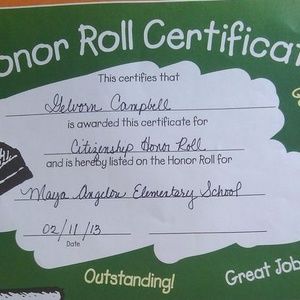 onor Roll Certifica
This certifies that
Gelvorn Campbell
is awarded this certificate for
Citizenship Honor Roll
and is hereby listed on the Honor Roll for
Maya Angelou Elementary School
02/11/13
Date
Outstanding!
Great Job